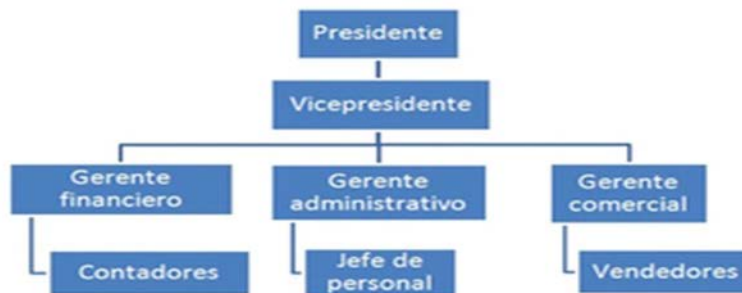 Presidente
Vicepresidente
Gerente
financiero
Gerente
administrativo
Gerente
comercial
Contadores
Jefe de
personal
Vendedores